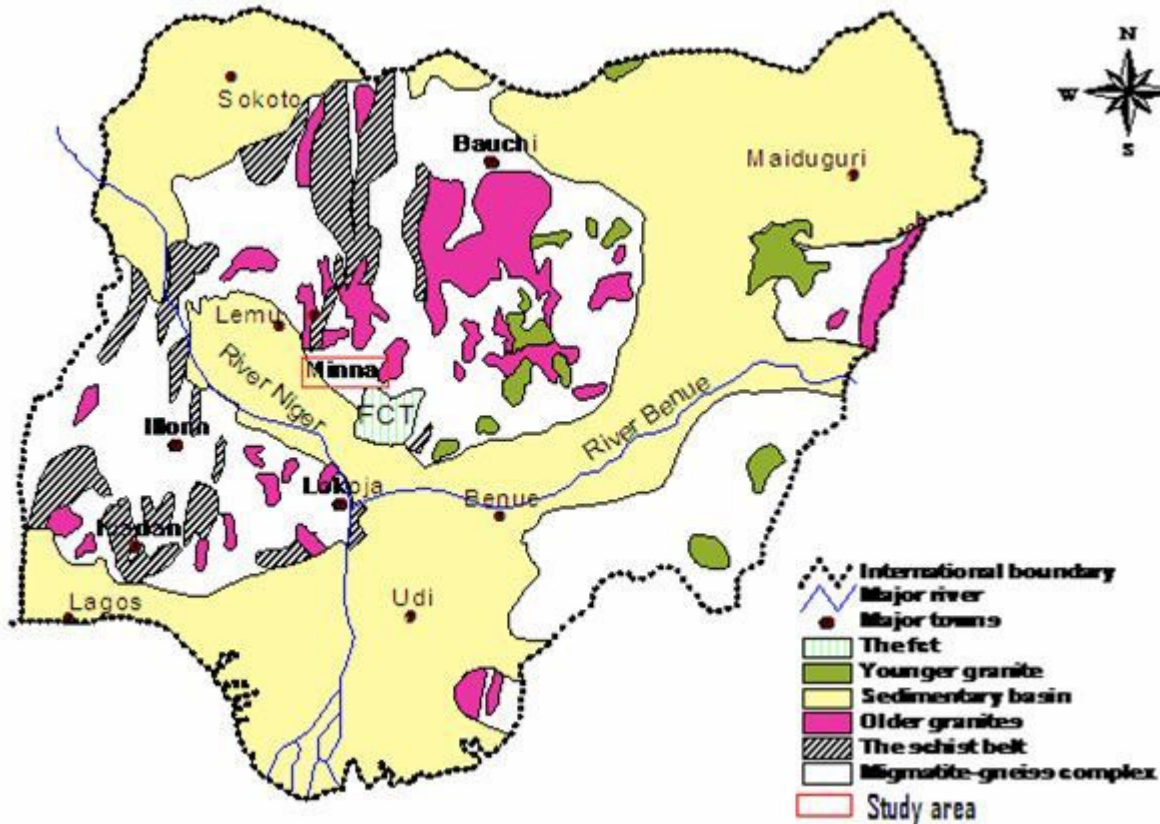 N
W
S
Sokoto
Bauchi
Maiduguri
Lemu
Minna
River Niger
FCT
River Benue
Illorin
Lokoja
Benue
Ibadan
Lagos
Udi
International boundary
Major river
Major towns
The fct
Younger granite
Sedimentary basin
Older granites
The schist belt
Migmatite-gneiss complex
Study area